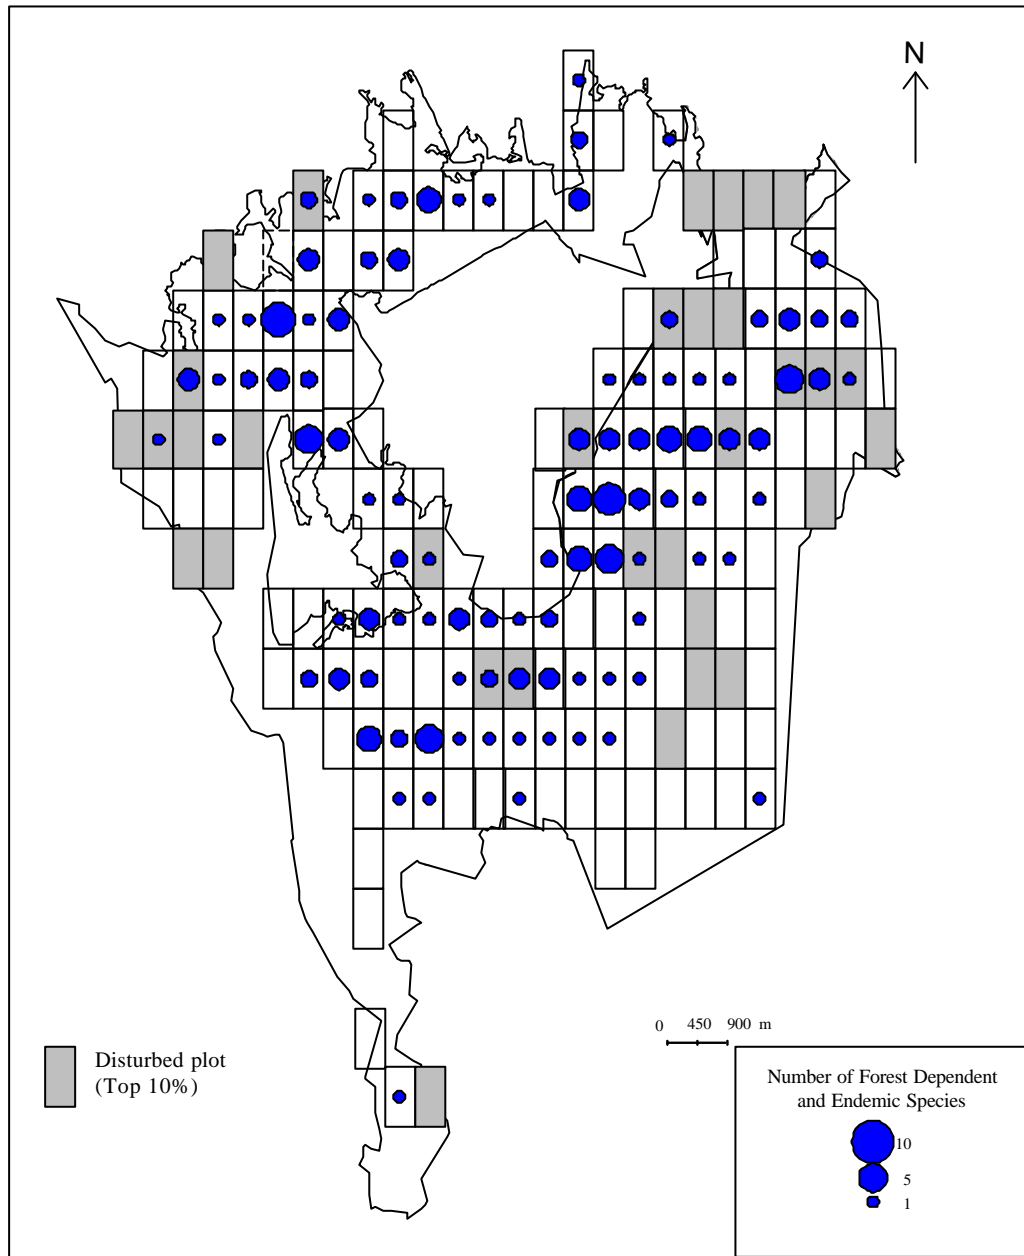 N
0 450 900 m
Disturbed plot
(Top 10%)
Number of Forest Dependent
and Endemic Species
10
5
1